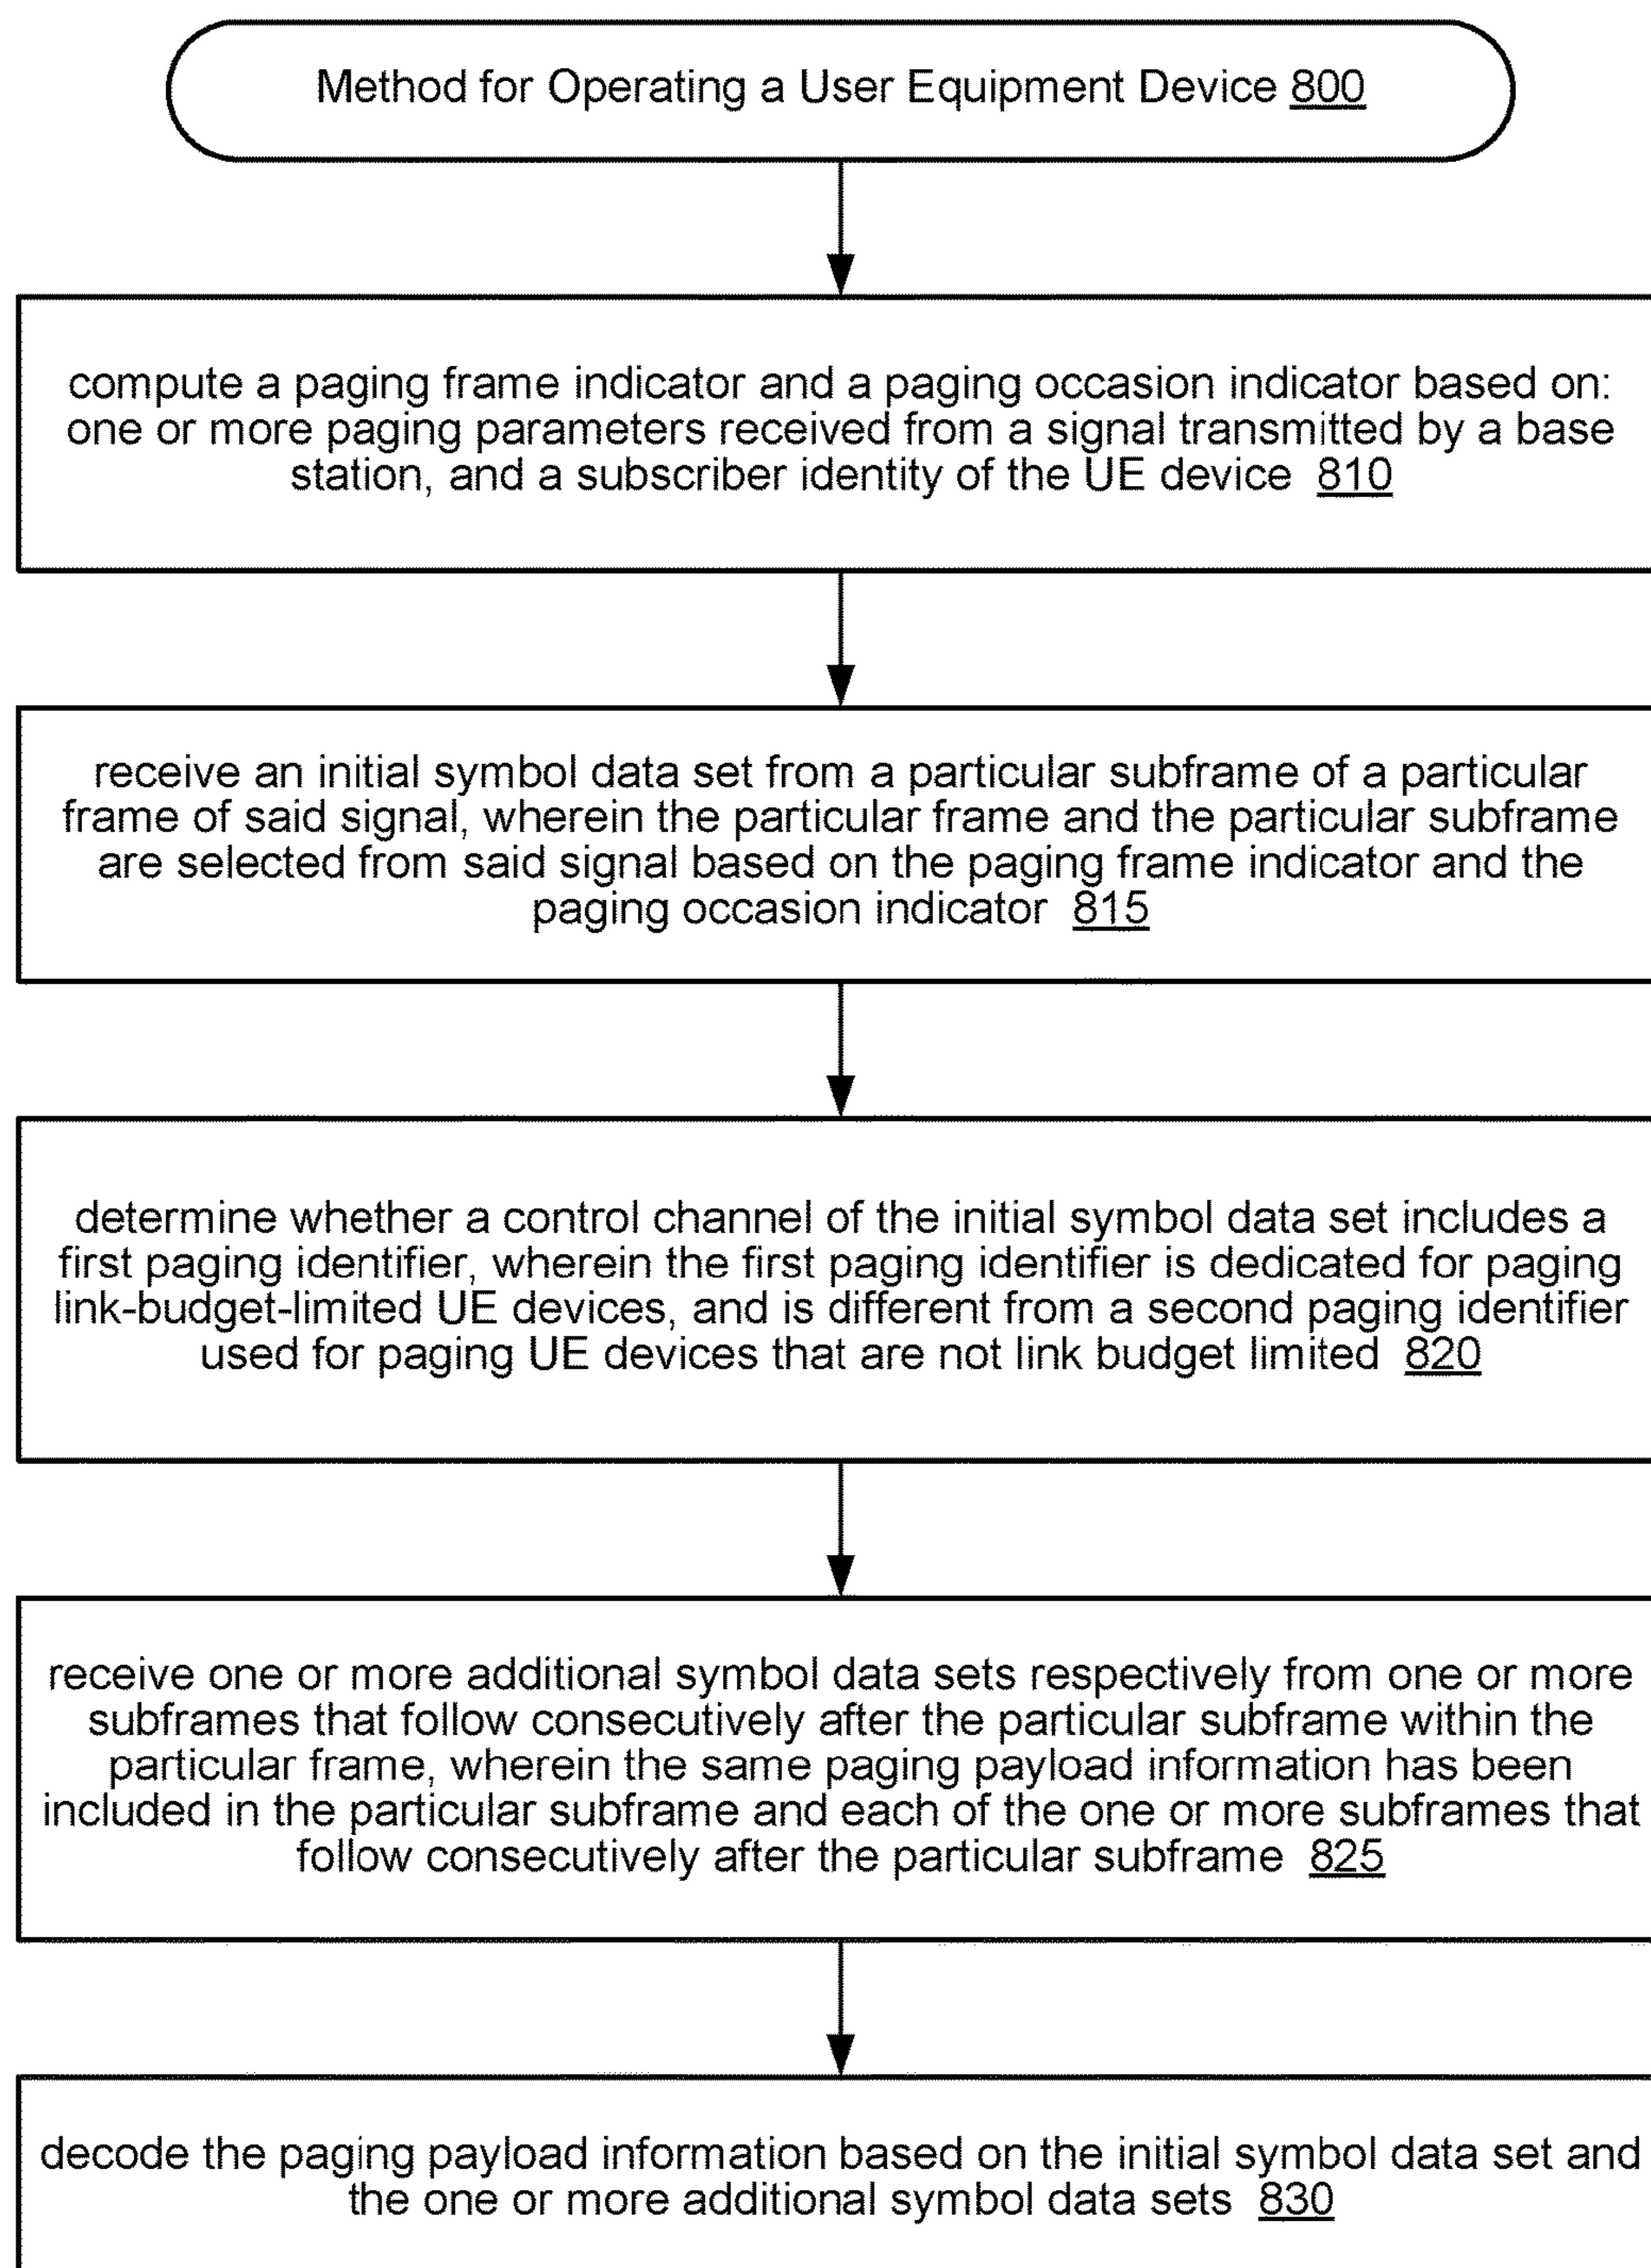 Method for Operating a User Equipment Device 800
compute a paging frame indicator and a paging occasion indicator based on:
one or more paging parameters received from a signal transmitted by a base
station, and a subscriber identity of the UE device 810
receive an initial symbol data set from a particular subframe of a particular
frame of said signal, wherein the particular frame and the particular subframe
are selected from said signal based on the paging frame indicator and the
paging occasion indicator 815
determine whether a control channel of the initial symbol data set includes a
first paging identifier, wherein the first paging identifier is dedicated for paging
link-budget-limited UE devices, and is different from a second paging identifier
used for paging UE devices that are not link budget limited 820
receive one or more additional symbol data sets respectively from one or more
subframes that follow consecutively after the particular subframe within the
particular frame, wherein the same paging payload information has been
included in the particular subframe and each of the one or more subframes that
follow consecutively after the particular subframe 825
decode the paging payload information based on the initial symbol data set and
the one or more additional symbol data sets 830